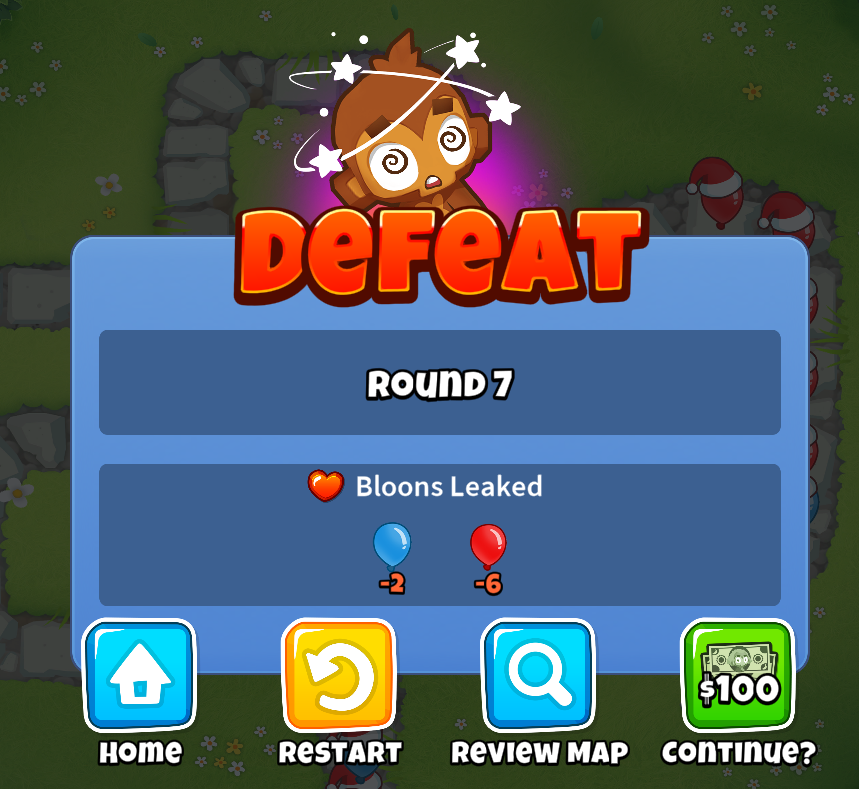 DEFEAT
ROUND 7
Bloons Leaked
-2 -6
$100
HOME RESTART REVIEW MAP CONTINUE?